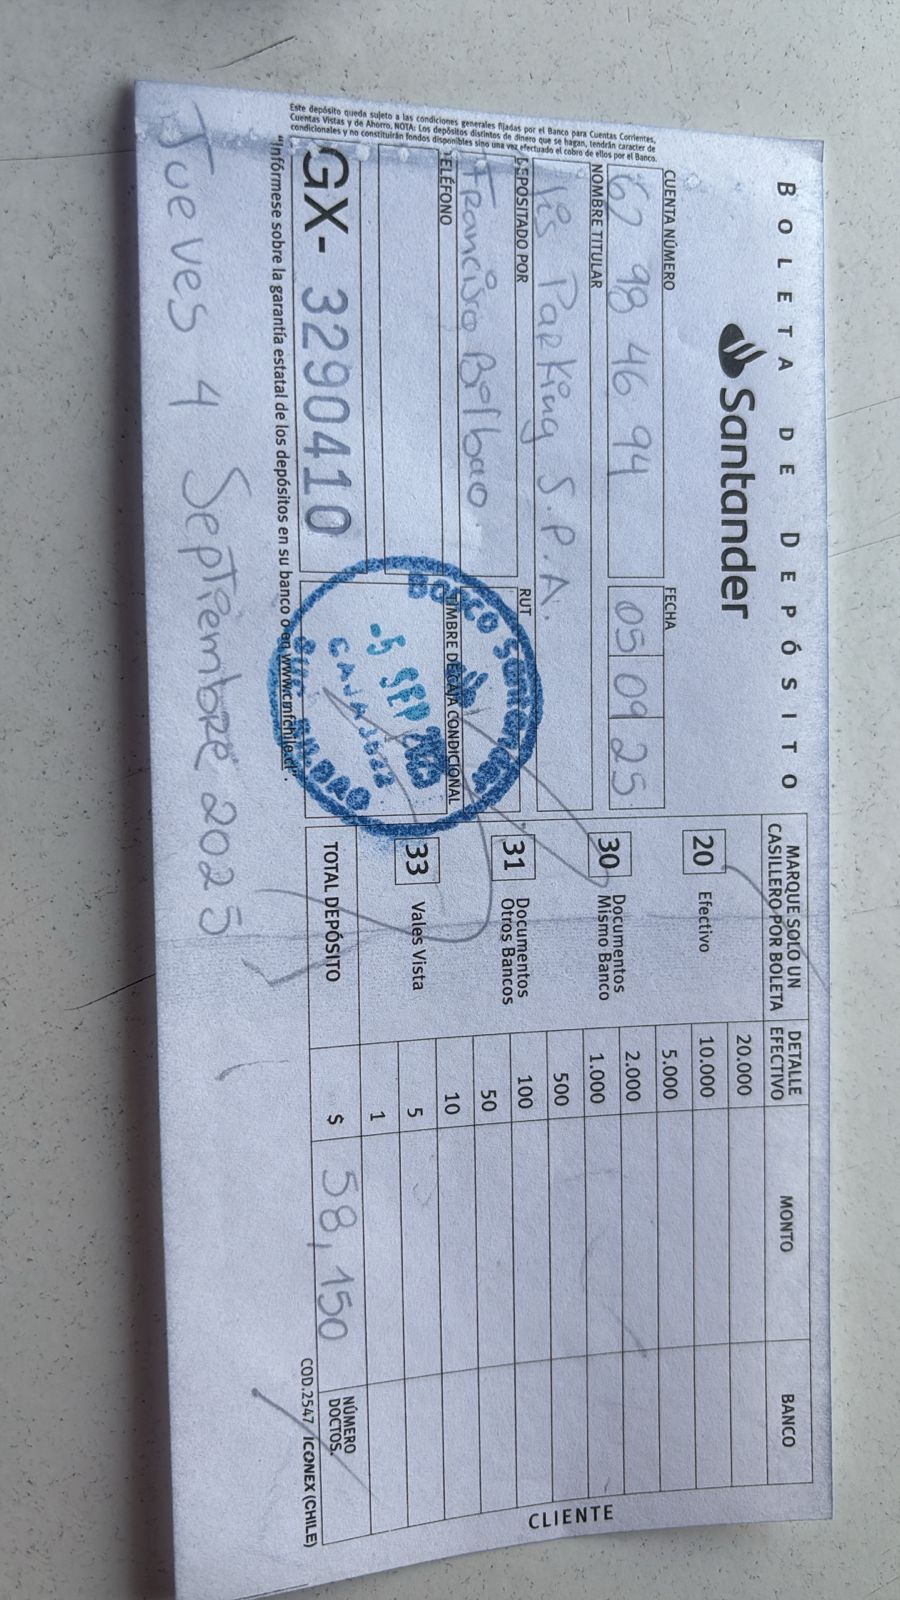 BOLETA DE DEPÓSITO
Santander
CUENTA NÚMERO
67 98 46 94
FECHA
05 09 25
NOMBRE TITULAR
Parking S.P.A.
DEPOSITADO POR
Francisco Bilbao.
RUT
TELÉFONO
TIMBRE DE CAJA CONDICIONAL
BANCO
-5 SEP
GX- 3290410
Este depósito queda sujeto a las condiciones generales fijadas por el Banco para Cuentas Corrientes,
Cuentas Vistas y de Ahorro, NOTA: Los depósitos distintos de dinero que se hagan, tendrán caracter de
condicionales y no constituirán fondos disponibles sino una vez efectuado el cobro de ellos por el Banco.
"Infórmese sobre la garantía estatal de los depósitos en su banco o en www.cmfchile.cl"
MARQUE SOLO UN
CASILLERO POR BOLETA
20 Efectivo
30 Documentos
Mismo Banco
31 Documentos
Otros Bancos
33 Vales Vista
TOTAL DEPÓSITO
DETALLE
EFECTIVO
MONTO
BANCO
20.000
10.000
5.000
2.000
1.000
500
100
50
10
5
1
$ 58,150
NÚMERO
DOCTOS.
COD.2547 / ICONEX (CHILE)
CLIENTE
Jueves 4 Septiembre 2025